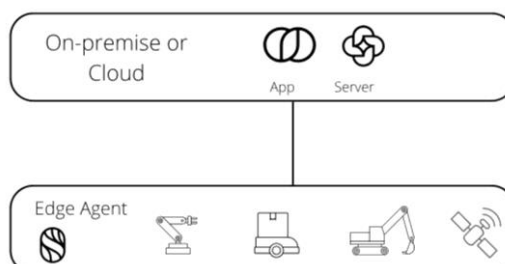 On-premise or
Cloud
App
Server
Edge Agent